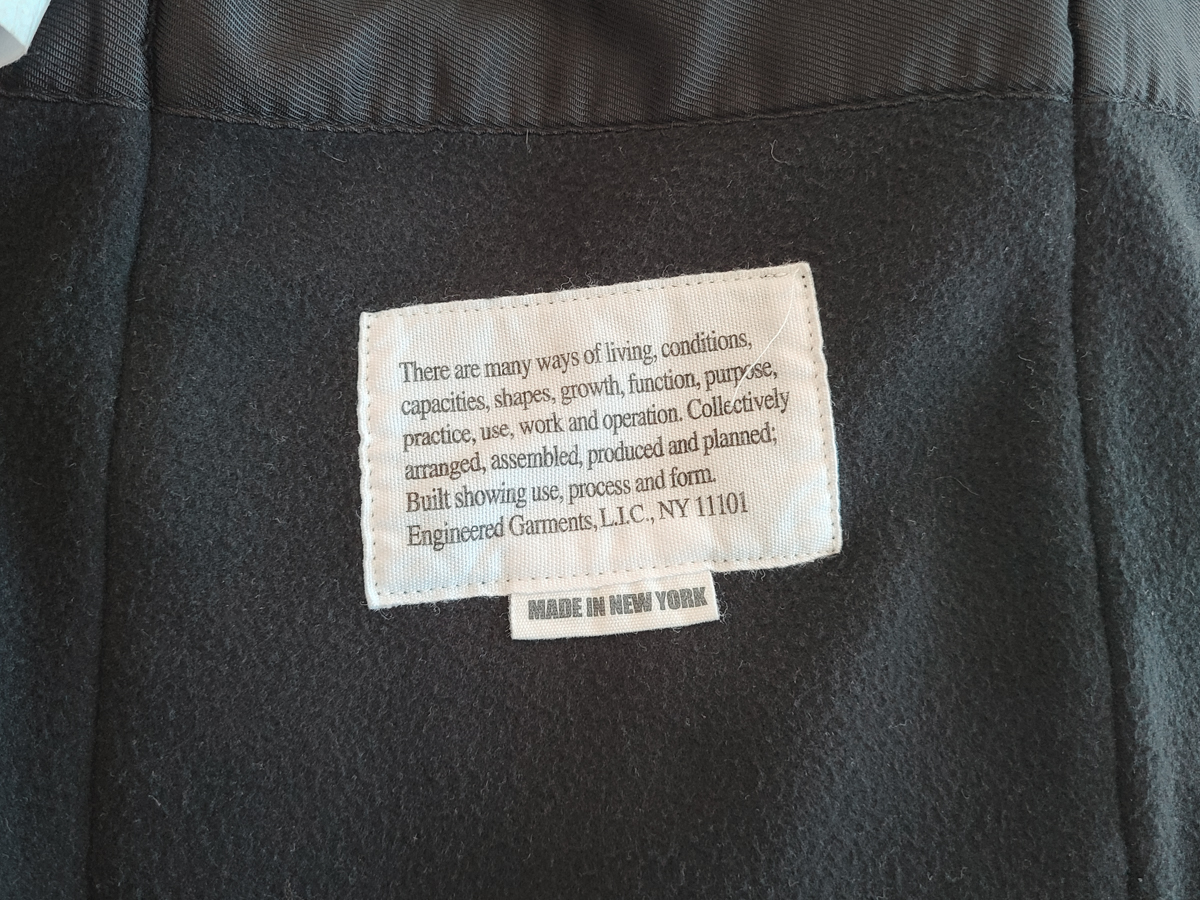 There are many ways of living, conditions,
capacities, shapes, growth, function, purpose,
practice, use, work and operation. Collectively
arranged, assembled, produced and planned;
Built showing use, process and form.
Engineered Garments, L.I.C., NY 11101
MADE IN NEW YORK